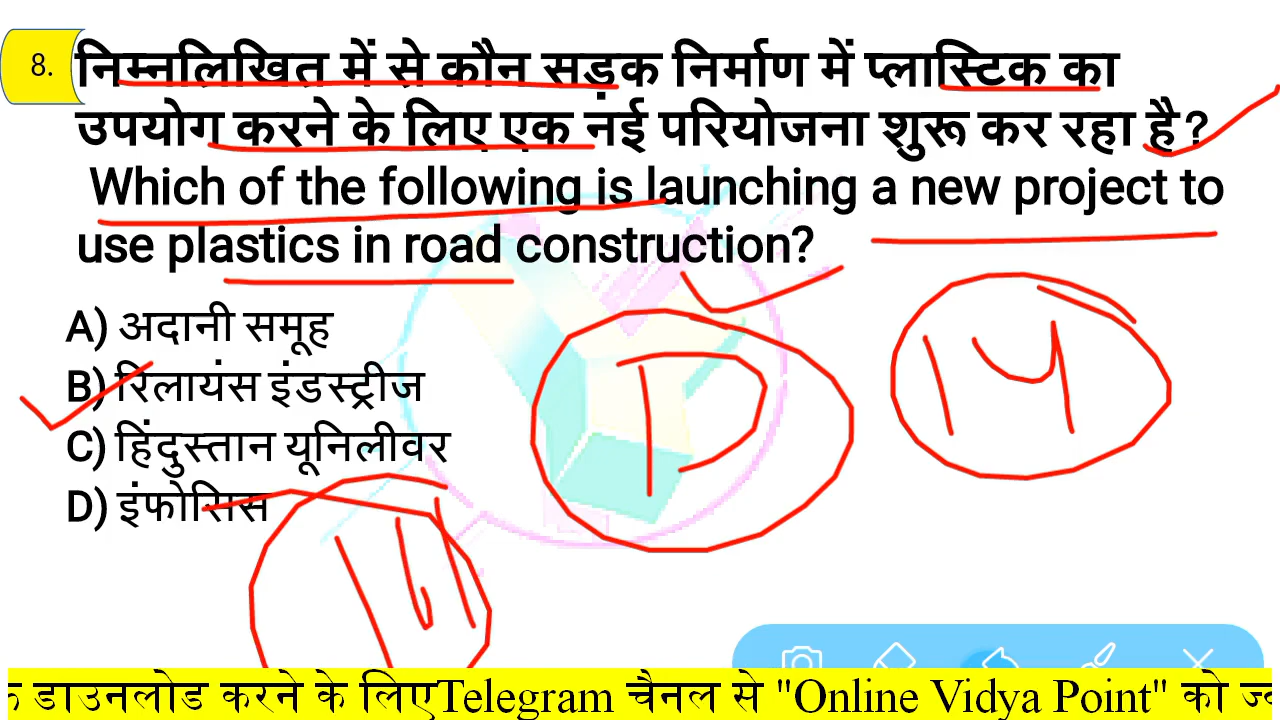 8.
निम्नलिखित में से कौन सड़क निर्माण में प्लास्टिक का
उपयोग करने के लिए एक नई परियोजना शुरू कर रहा है?
Which of the following is launching a new project to
use plastics in road construction?
A) अदानी समूह
B) रिलायंस इंडस्ट्रीज
C) हिंदुस्तान यूनिलीवर
D) इंफोसिस
D
14
डाउनलोड करने के लिएTelegram चैनल से "Online Vidya Point" को